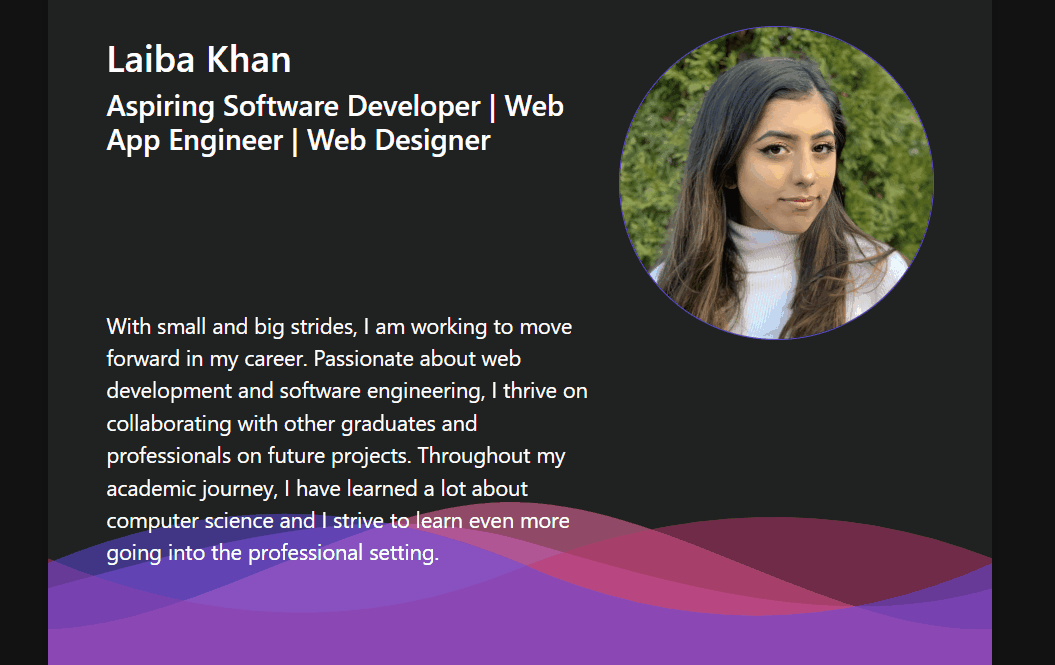 Laiba Khan
Aspiring Software Developer | Web
App Engineer | Web Designer
With small and big strides, I am working to move
forward in my career. Passionate about web
development and software engineering, I thrive on
collaborating with other graduates and
professionals on future projects. Throughout my
academic journey, I have learned a lot about
computer science and I strive to learn even more
going into the professional setting.